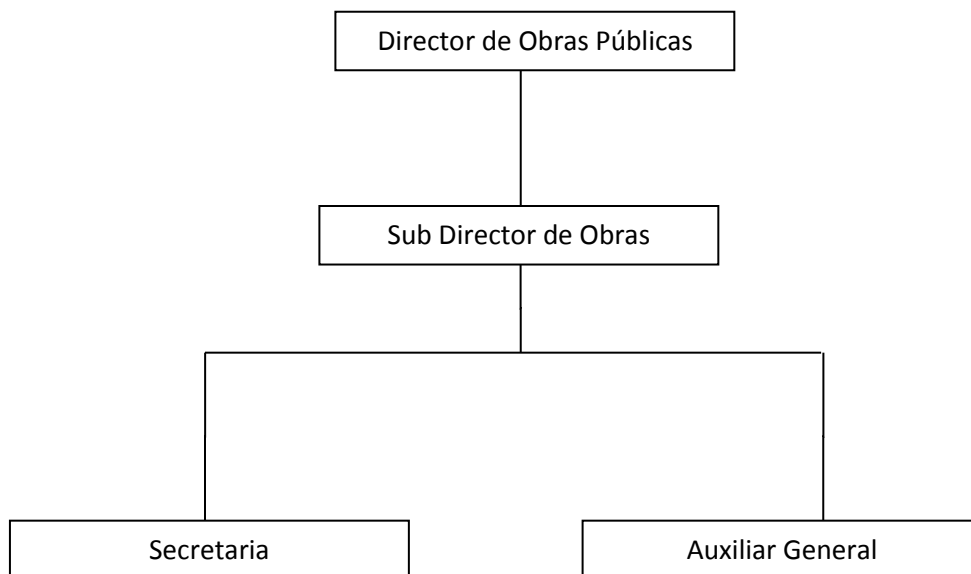 Director de Obras Públicas
Sub Director de Obras
Secretaria
Auxiliar General